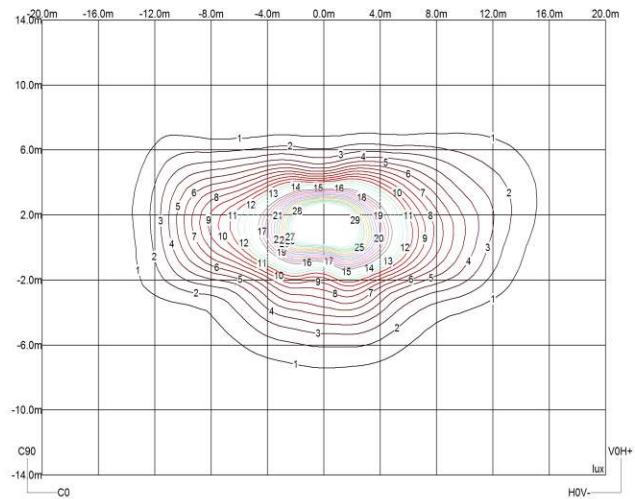 -20.0m -16.0m -12.0m -8.0m -4.0m 0.0m 4.0m 8.0m 12.0m 16.0m 20.0m
14.0m
10.0m
6.0m
2.0m
-2.0m
-6.0m
-10.0m
-14.0m
1 1 1
2 3 4 5 6
6 8 13 14 15 16 18 10 7 2
3 5 9 11 12 21 28 29 19 11 8
4 7 10 12 17 20 12 9 3
22 27 25
19 16 17 15 14 13 4
1 2 6 11 10 9 6 5
2 5 8 7 3 1
4 3 2
1
C90 V0H+
lux
C0 H0V-